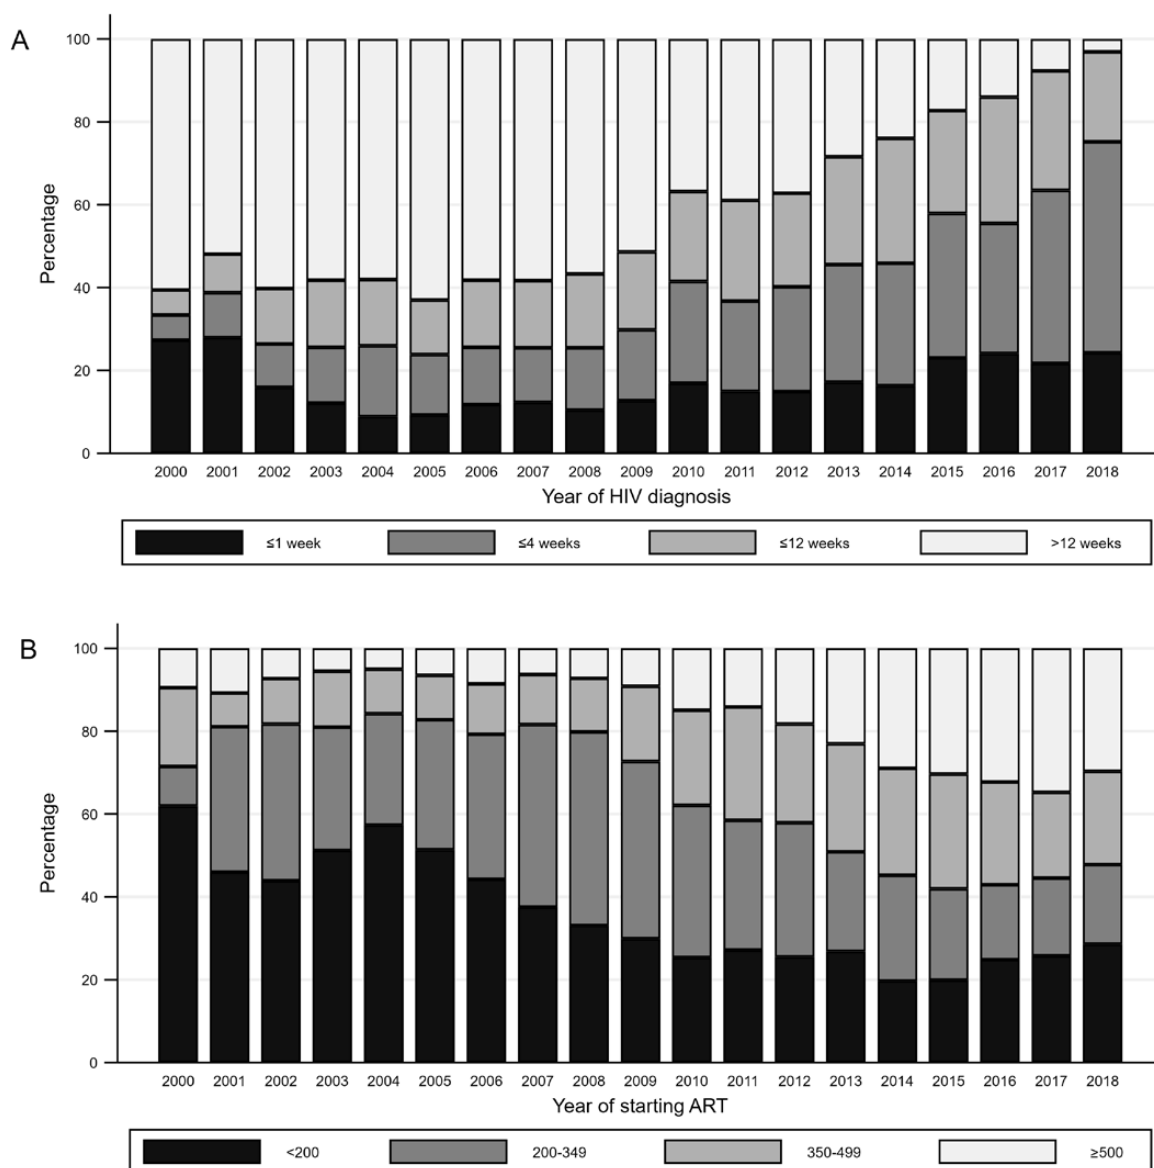 A
100
80
60
40
20
0
Percentage
2000 2001 2002 2003 2004 2005 2006 2007 2008 2009 2010 2011 2012 2013 2014 2015 2016 2017 2018
Year of HIV diagnosis
≤1 week ≤4 weeks ≤12 weeks >12 weeks
B
100
80
60
40
20
0
Percentage
2000 2001 2002 2003 2004 2005 2006 2007 2008 2009 2010 2011 2012 2013 2014 2015 2016 2017 2018
Year of starting ART
<200 200-349 350-499 ≥500